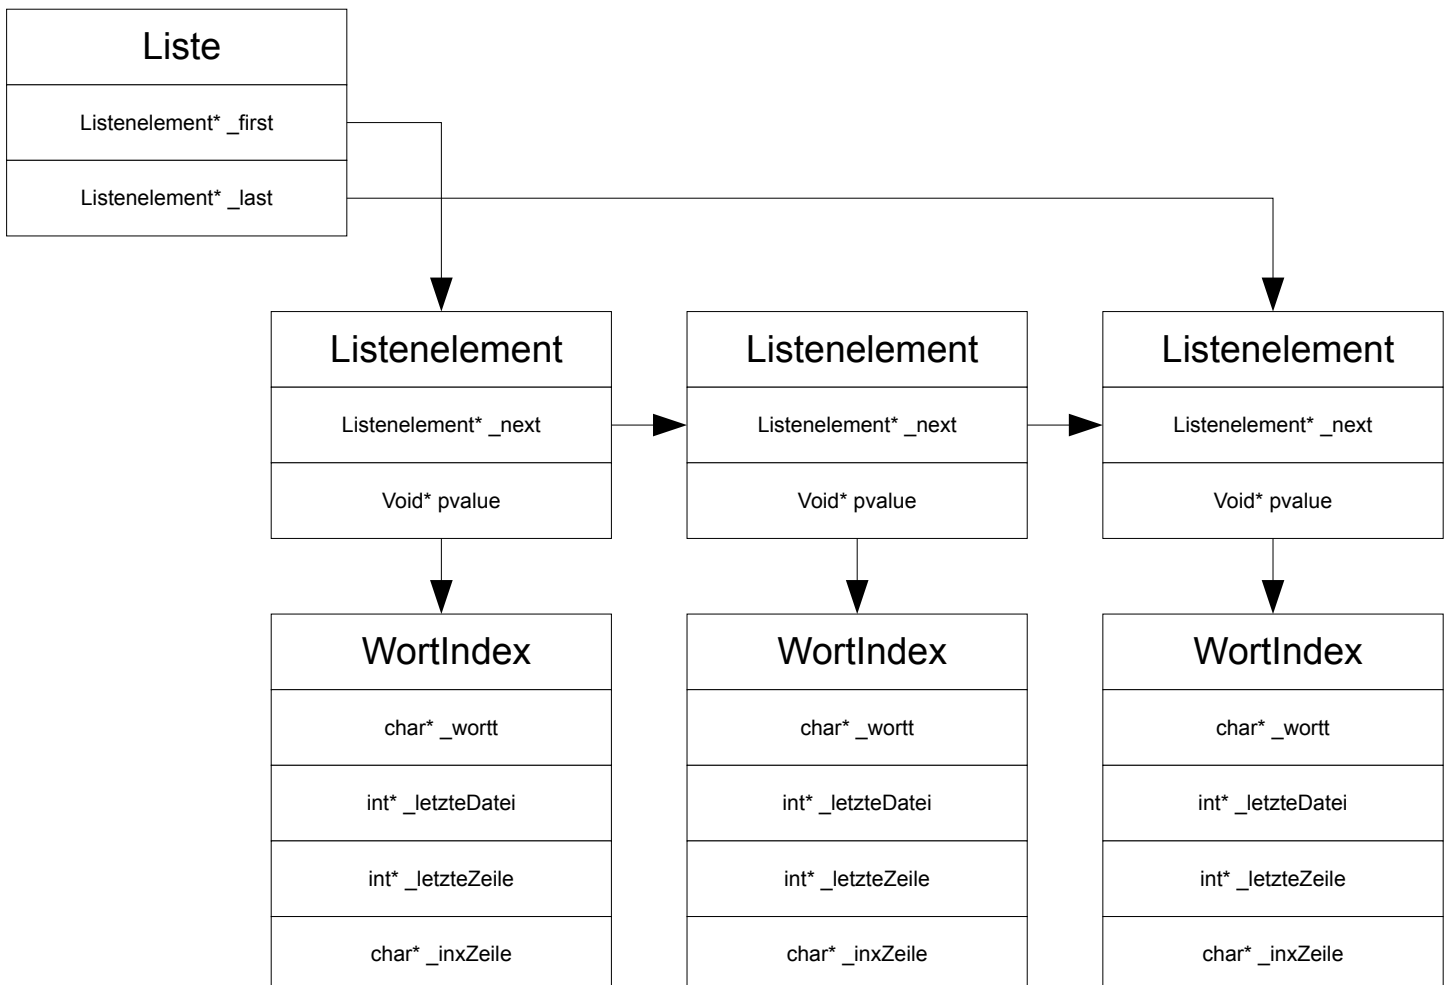 Liste
Listenelement* _first
Listenelement* _last
Listenelement Listenelement Listenelement
Listenelement* _next Listenelement* _next Listenelement* _next
Void* pvalue Void* pvalue Void* pvalue
WortIndex WortIndex WortIndex
char* _wortt char* _wortt char* _wortt
int* _letzteDatei int* _letzteDatei int* _letzteDatei
int* _letzteZeile int* _letzteZeile int* _letzteZeile
char* _inxZeile char* _inxZeile char* _inxZeile